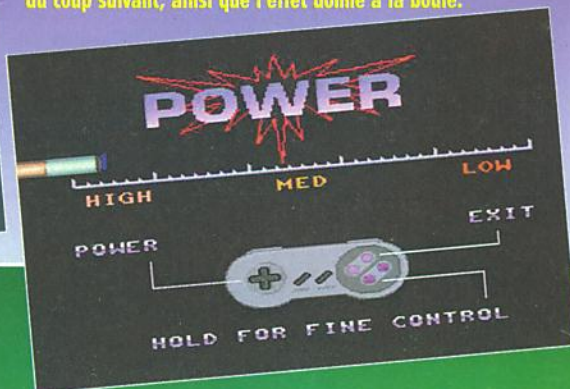 du coup suivant, ainsi que l'effet donné à la boule.
POWER
HIGH MED LOW
POWER EXIT
HOLD FOR FINE CONTROL